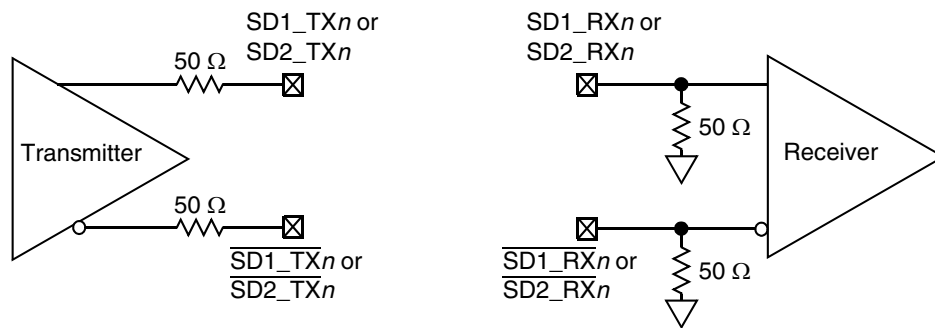 SD1_TXn or
SD2_TXn
50 Ω
Transmitter
50 Ω
SD1_TXn or
SD2_TXn
SD1_RXn or
SD2_RXn
50 Ω
Receiver
SD1_RXn or
SD2_RXn
50 Ω